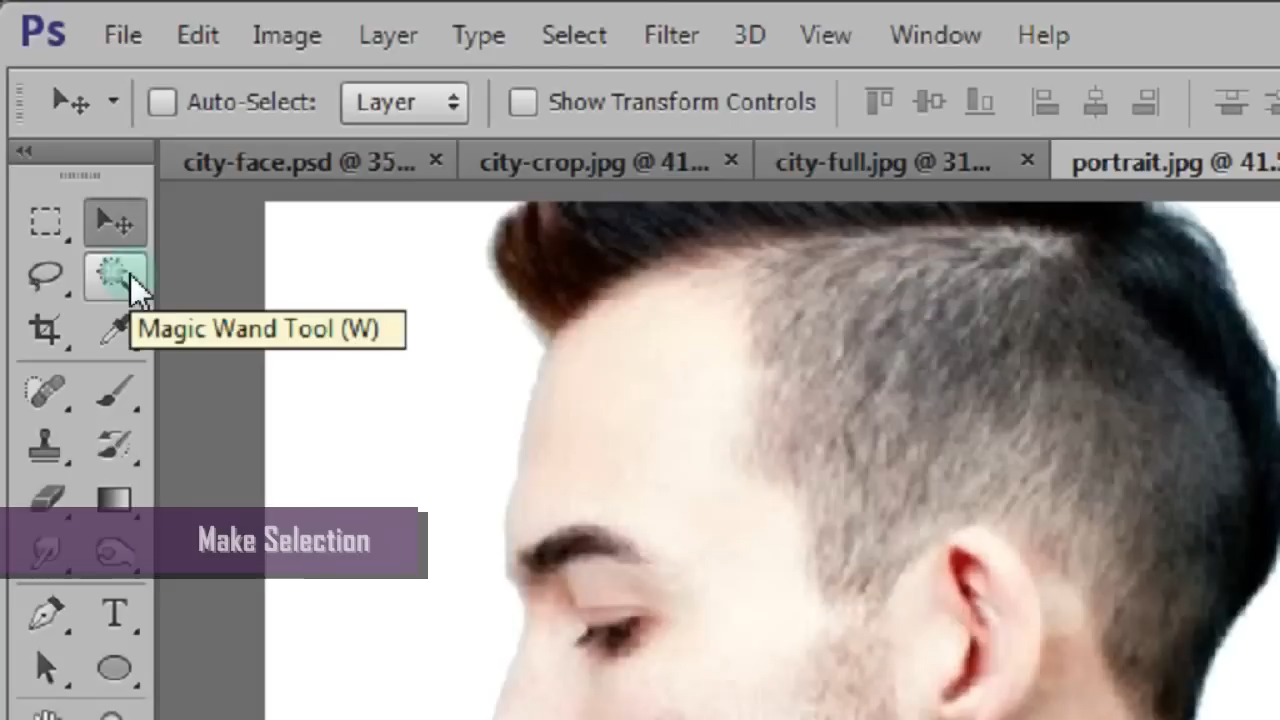 Ps File Edit Image Layer Type Select Filter 3D View Window Help
Auto-Select: Layer Show Transform Controls
city-face.psd @ 35... × city-crop.jpg @ 41... × city-full.jpg @ 31... × portrait.jpg @ 41.
Magic Wand Tool (W)
Make Selection
T